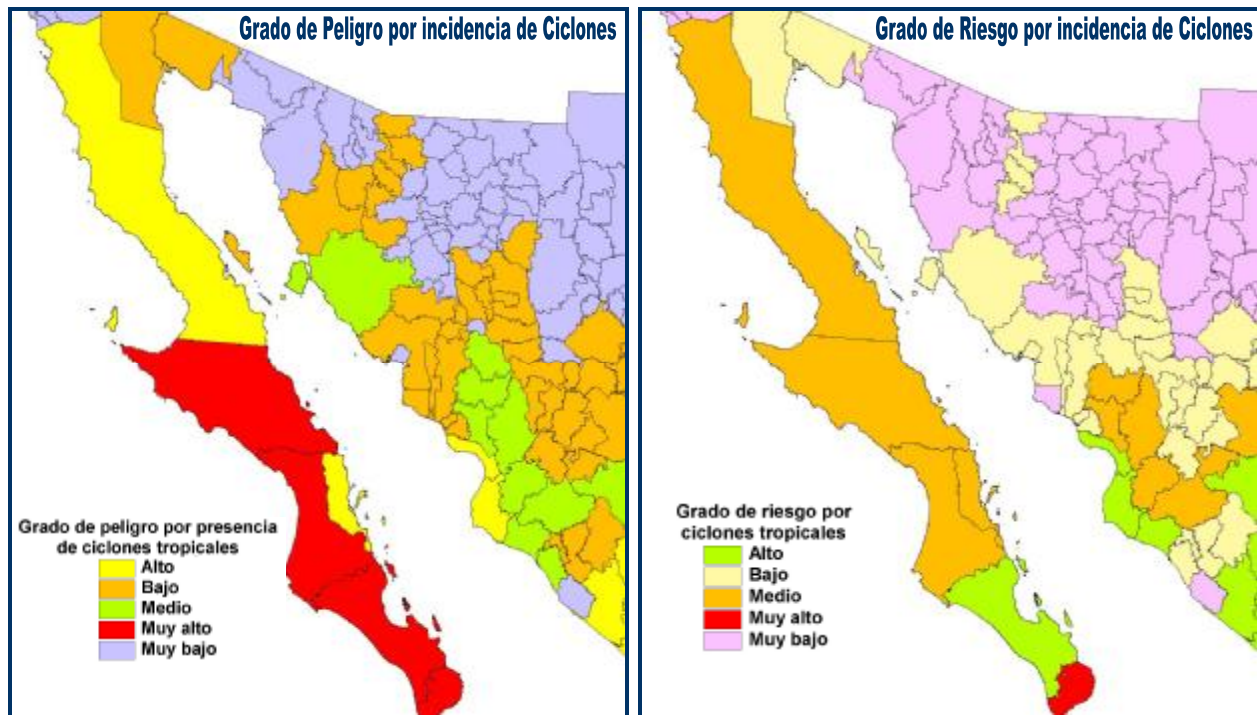 Grado de Peligro por incidencia de Ciclones
Grado de peligro por presencia
de ciclones tropicales
Alto
Bajo
Medio
Muy alto
Muy bajo
Grado de Riesgo por incidencia de Ciclones
Grado de riesgo por
ciclones tropicales
Alto
Bajo
Medio
Muy alto
Muy bajo